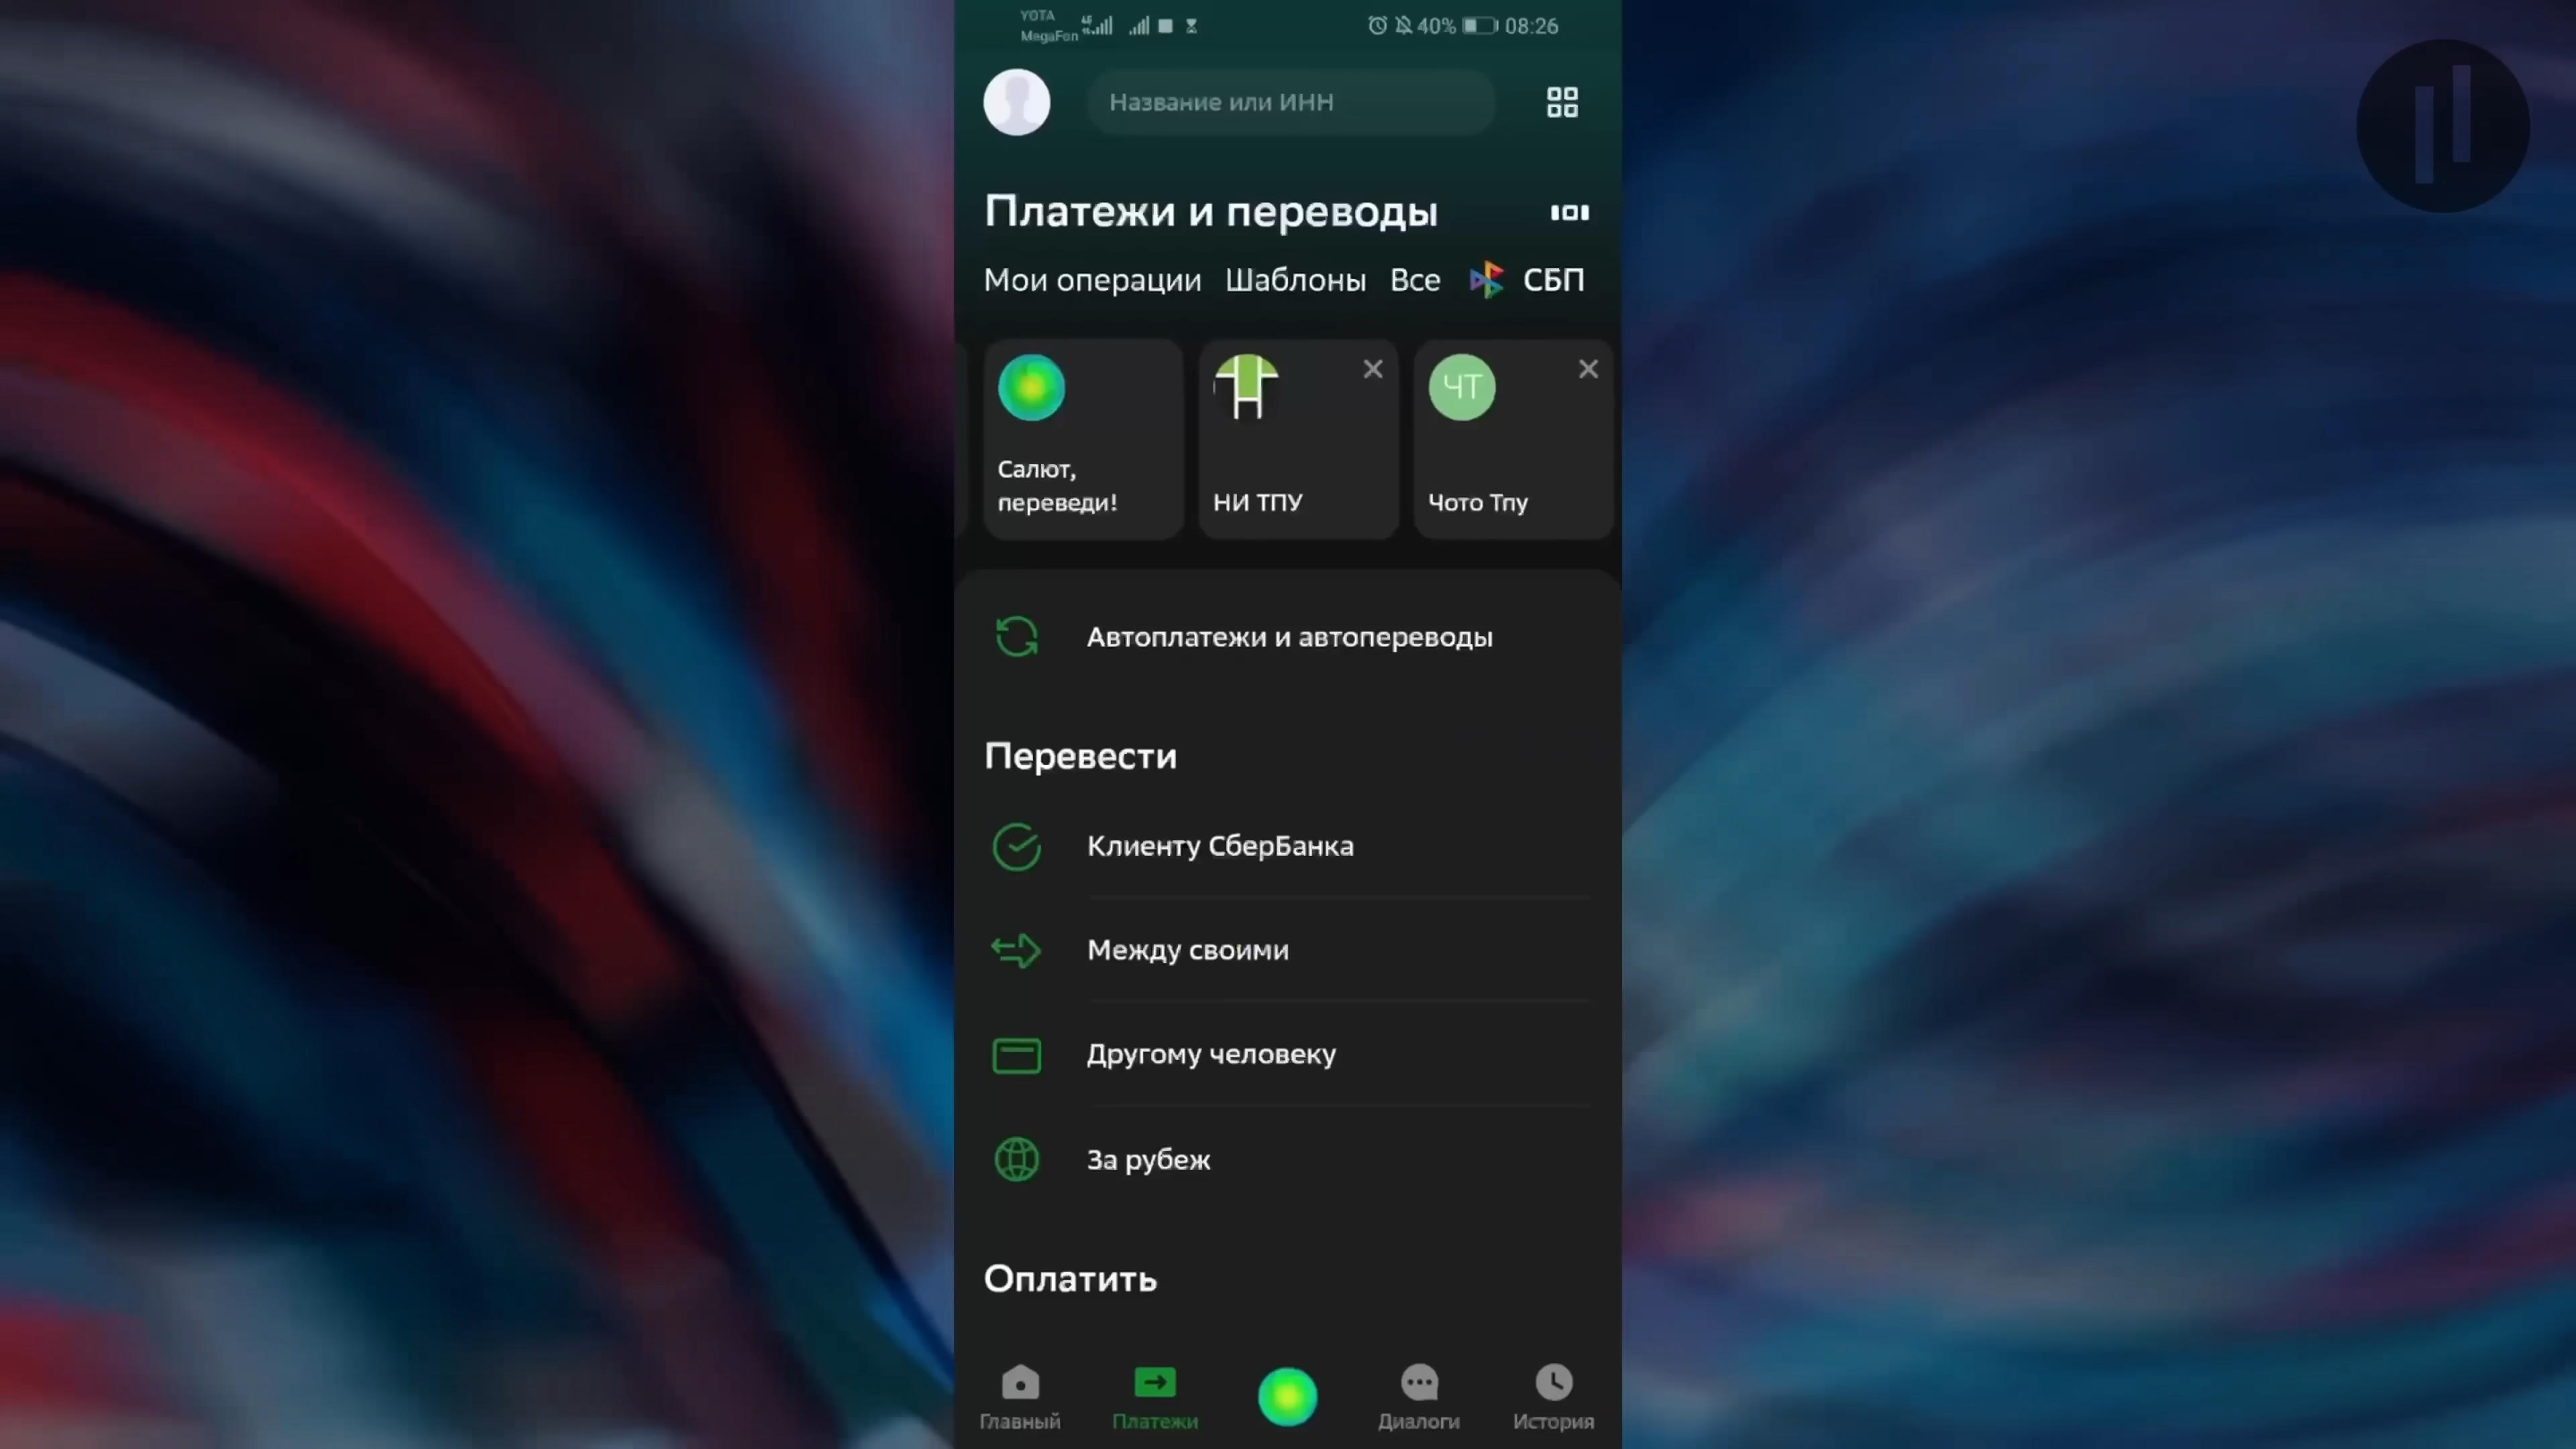 YOTA
MegaFon
40% 08:26
Название или ИНН
Платежи и переводы
Мои операции Шаблоны Все СБП
ЧТ
Салют,
переведи!
НИ ТПУ
Чото Тпу
Автоплатежи и автопереводы
Перевести
Клиенту СберБанка
Между своими
Другому человеку
За рубеж
Оплатить
Главный Платежи Диалоги История